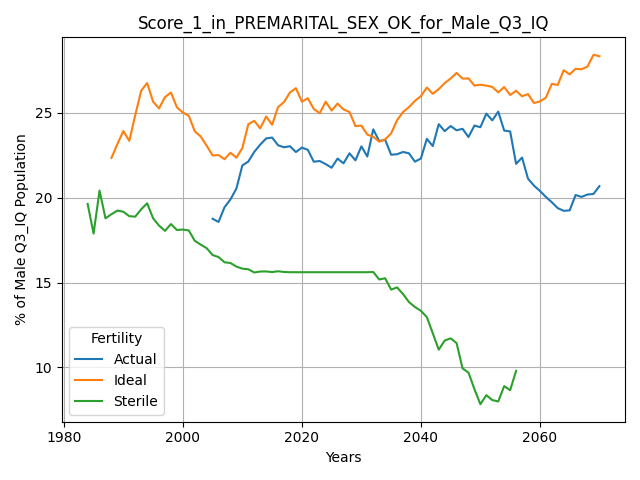 Score_1_in_PREMARITAL_SEX_OK_for_Male_Q3_IQ
% of Male Q3_IQ Population
25
20
15
10
Fertility
Actual
Ideal
Sterile
1980 2000 2020 2040 2060
Years